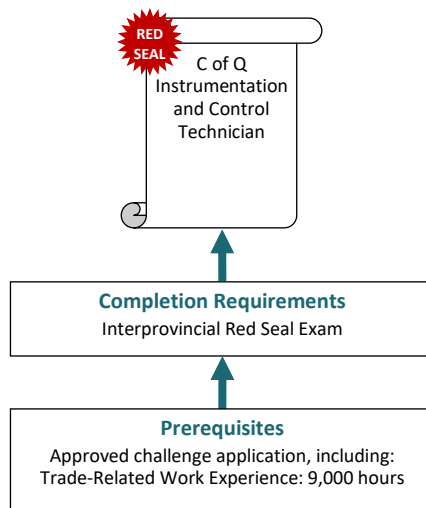 RED
SEAL
C of Q
Instrumentation
and Control
Technician
Completion Requirements
Interprovincial Red Seal Exam
Prerequisites
Approved challenge application, including:
Trade-Related Work Experience: 9,000 hours